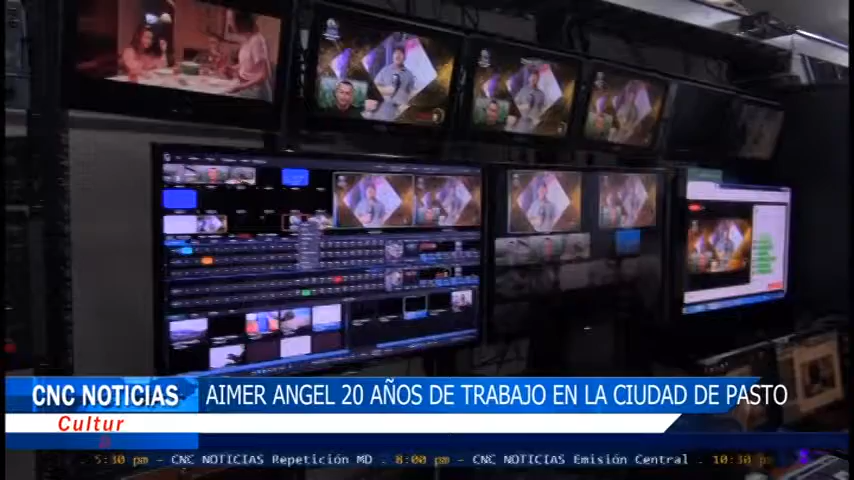 CNC NOTICIAS
AIMER ANGEL 20 AÑOS DE TRABAJO EN LA CIUDAD DE PASTO
Cultur
a
5:30 pm - CNC NOTICIAS Repetición MD . 8:00 pm - CNC NOTICIAS Emisión Central . 10:30 pm